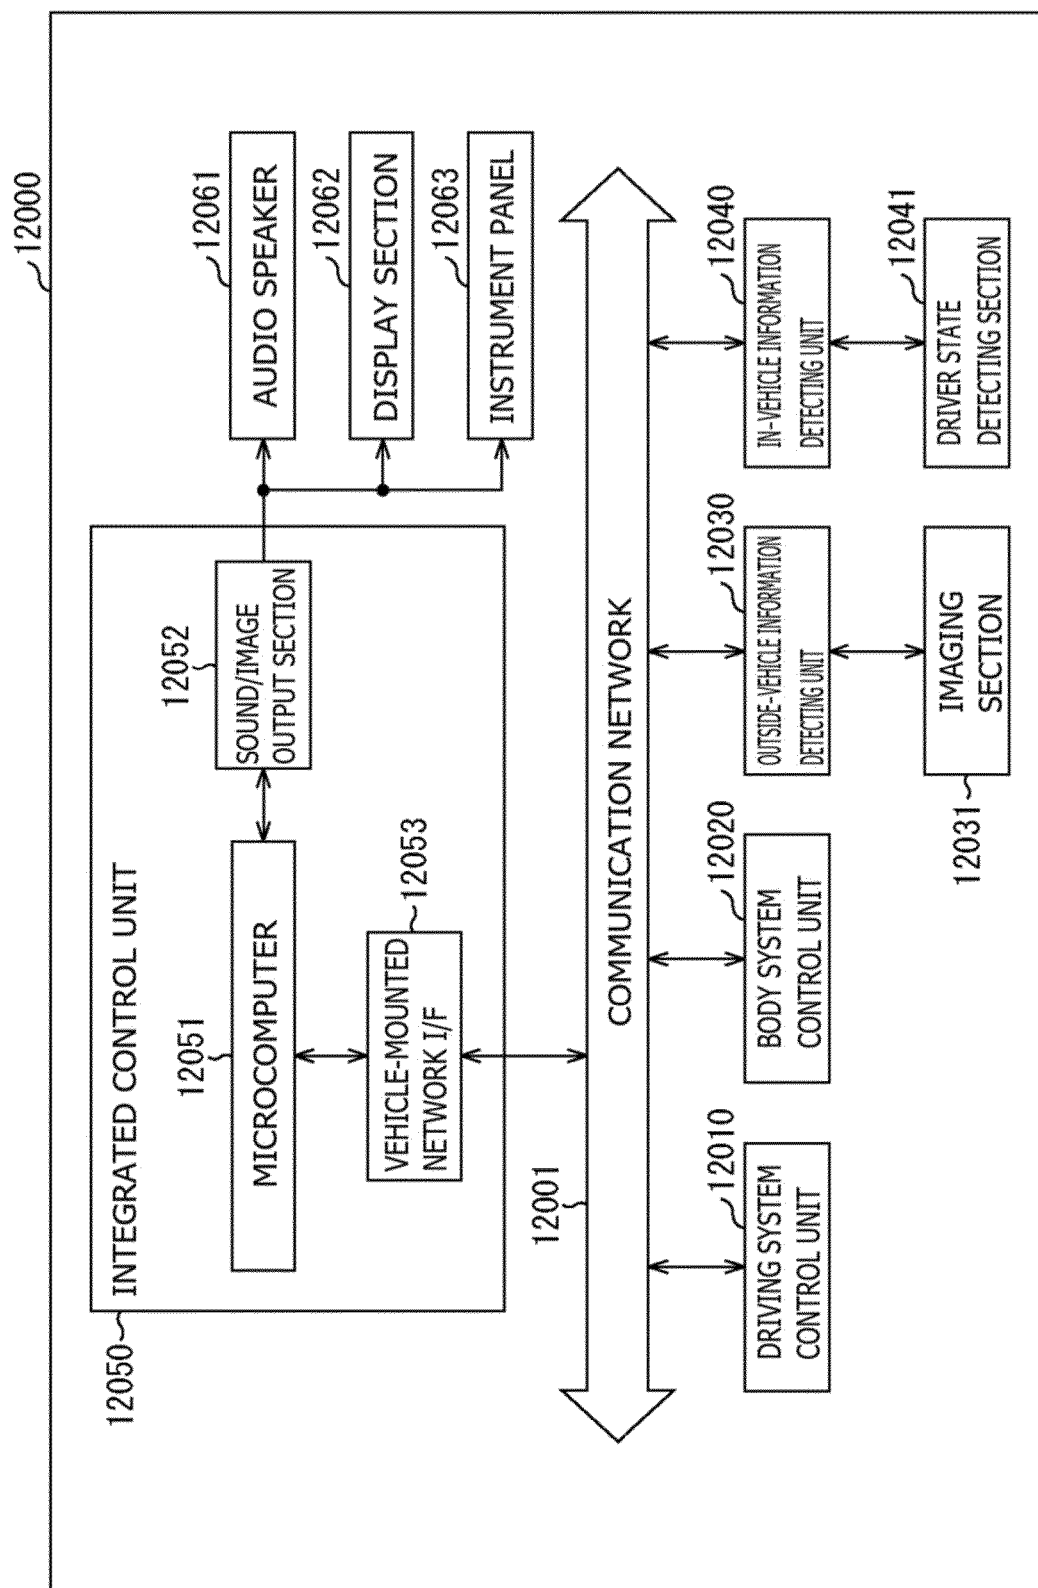 12000
12050
INTEGRATED CONTROL UNIT
12051
MICROCOMPUTER
12052
SOUND/IMAGE
OUTPUT SECTION
12053
VEHICLE-MOUNTED
NETWORK I/F
12061
AUDIO SPEAKER
12062
DISPLAY SECTION
12063
INSTRUMENT PANEL
12001
COMMUNICATION NETWORK
12010
DRIVING SYSTEM
CONTROL UNIT
12020
BODY SYSTEM
CONTROL UNIT
12030
OUTSIDE-VEHICLE INFORMATION
DETECTING UNIT
12040
IN-VEHICLE INFORMATION
DETECTING UNIT
12031
IMAGING
SECTION
12041
DRIVER STATE
DETECTING SECTION